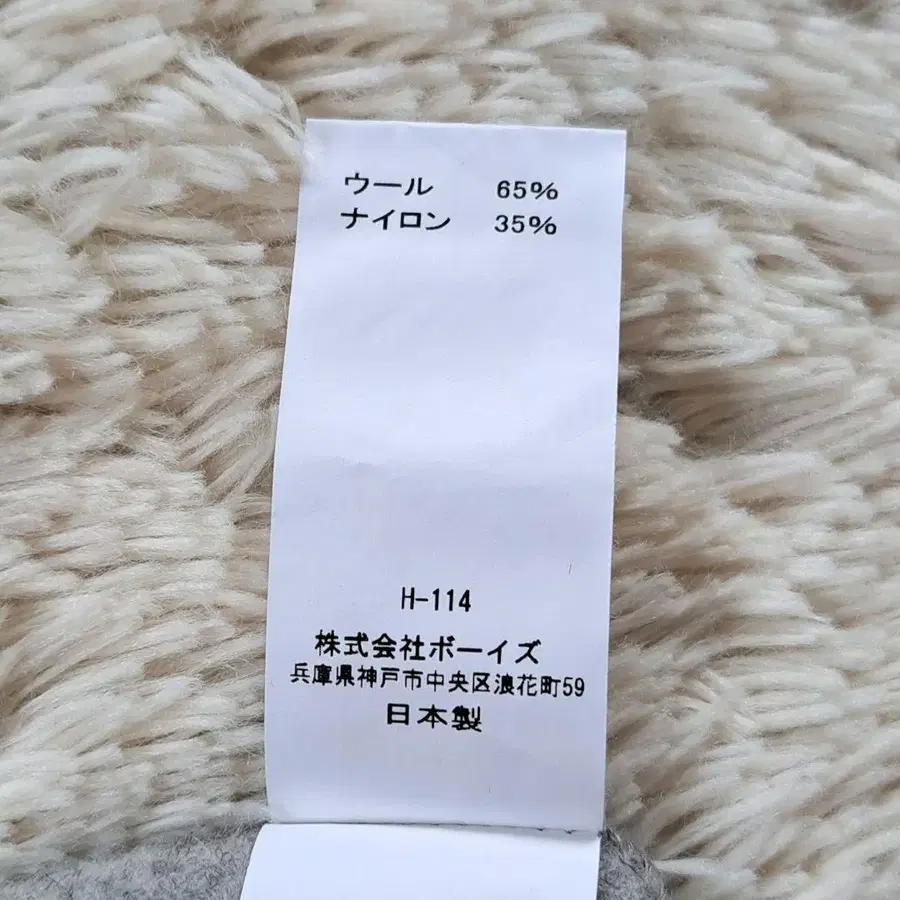 ウール 65%
ナイロン 35%
H-114
株式会社ボーイズ
兵庫県神戸市中央区浪花町59
日本製